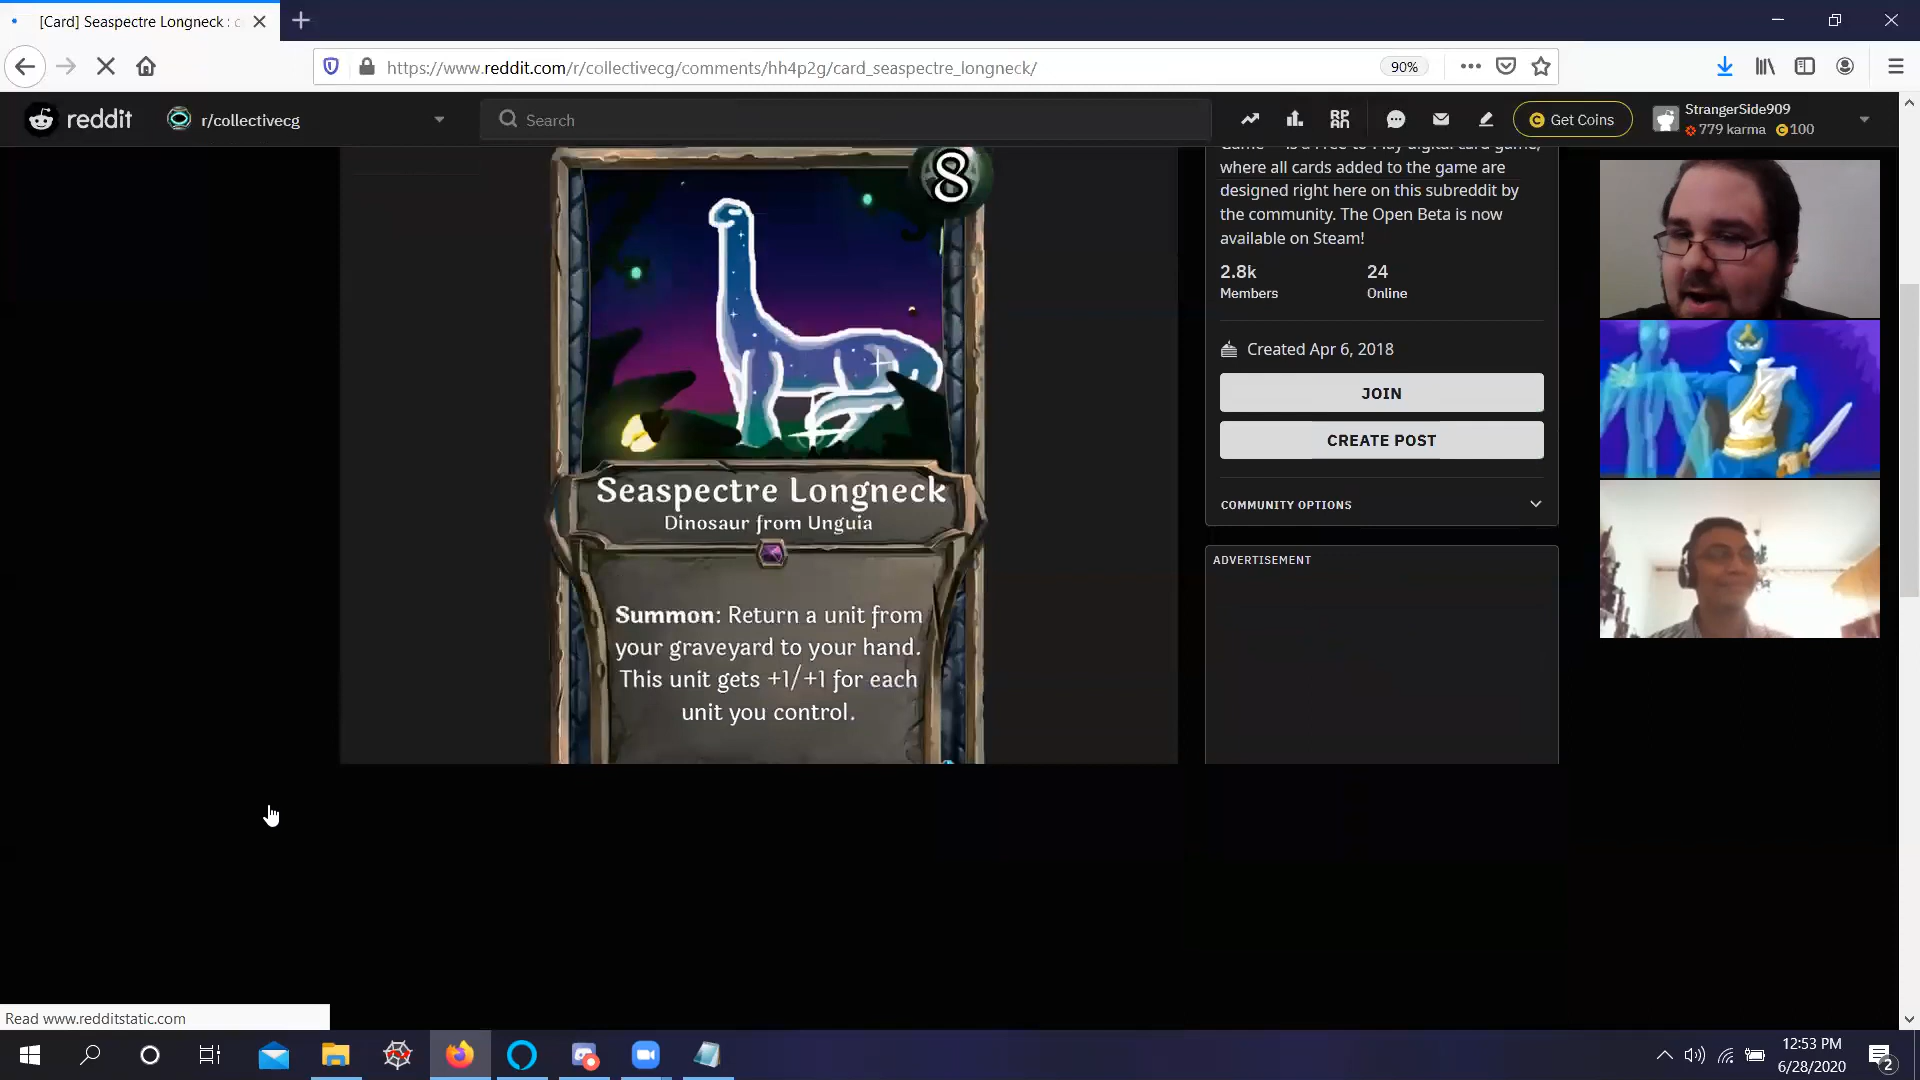 [Card] Seaspectre Longneck : c
https://www.reddit.com/r/collectivecg/comments/hh4p2g/card_seaspectre_longneck/
90%
reddit
r/collectivecg
Search
Get Coins
StrangerSide909
779 karma
100
8
where all cards added to the game are
designed right here on this subreddit by
the community. The Open Beta is now
available on Steam!
2.8k
Members
24
Online
Created Apr 6, 2018
JOIN
CREATE POST
COMMUNITY OPTIONS
ADVERTISEMENT
Seaspectre Longneck
Dinosaur from Unguia
Summon: Return a unit from
your graveyard to your hand.
This unit gets +1/+1 for each
unit you control.
Read www.redditstatic.com
12:53 PM
6/28/2020
2